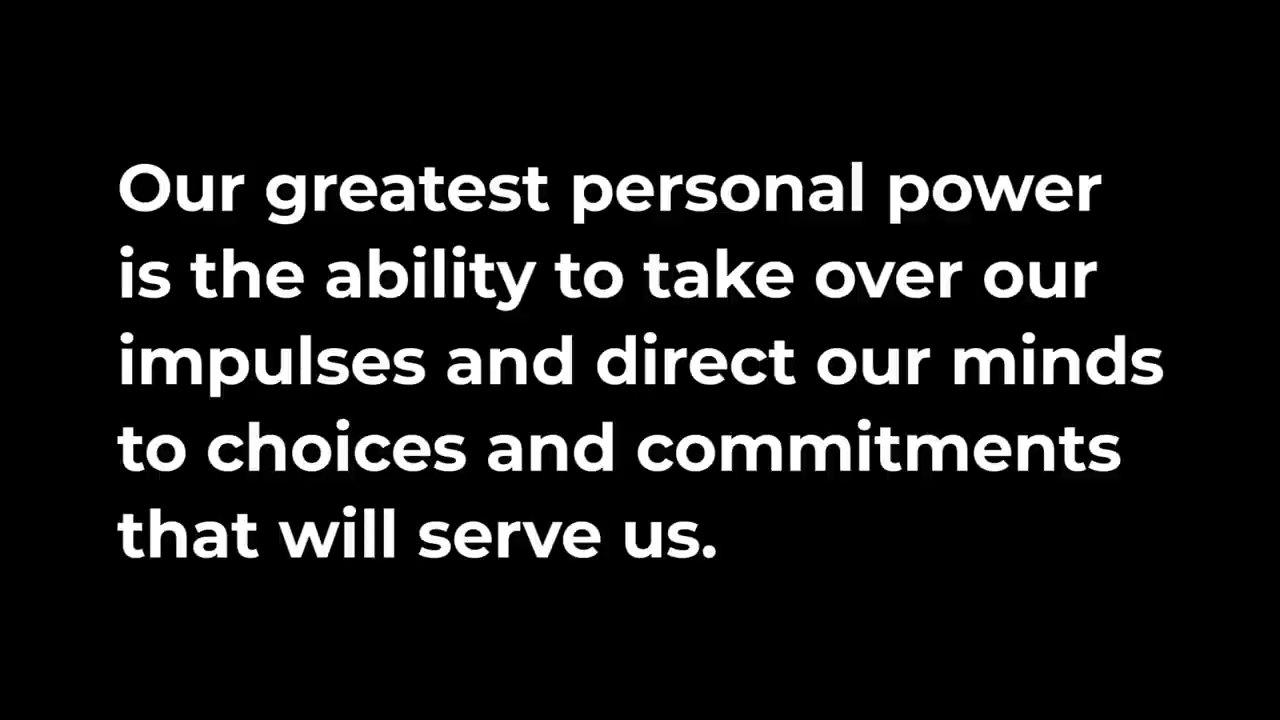 Our greatest personal power
is the ability to take over our
impulses and direct our minds
to choices and commitments
that will serve us.